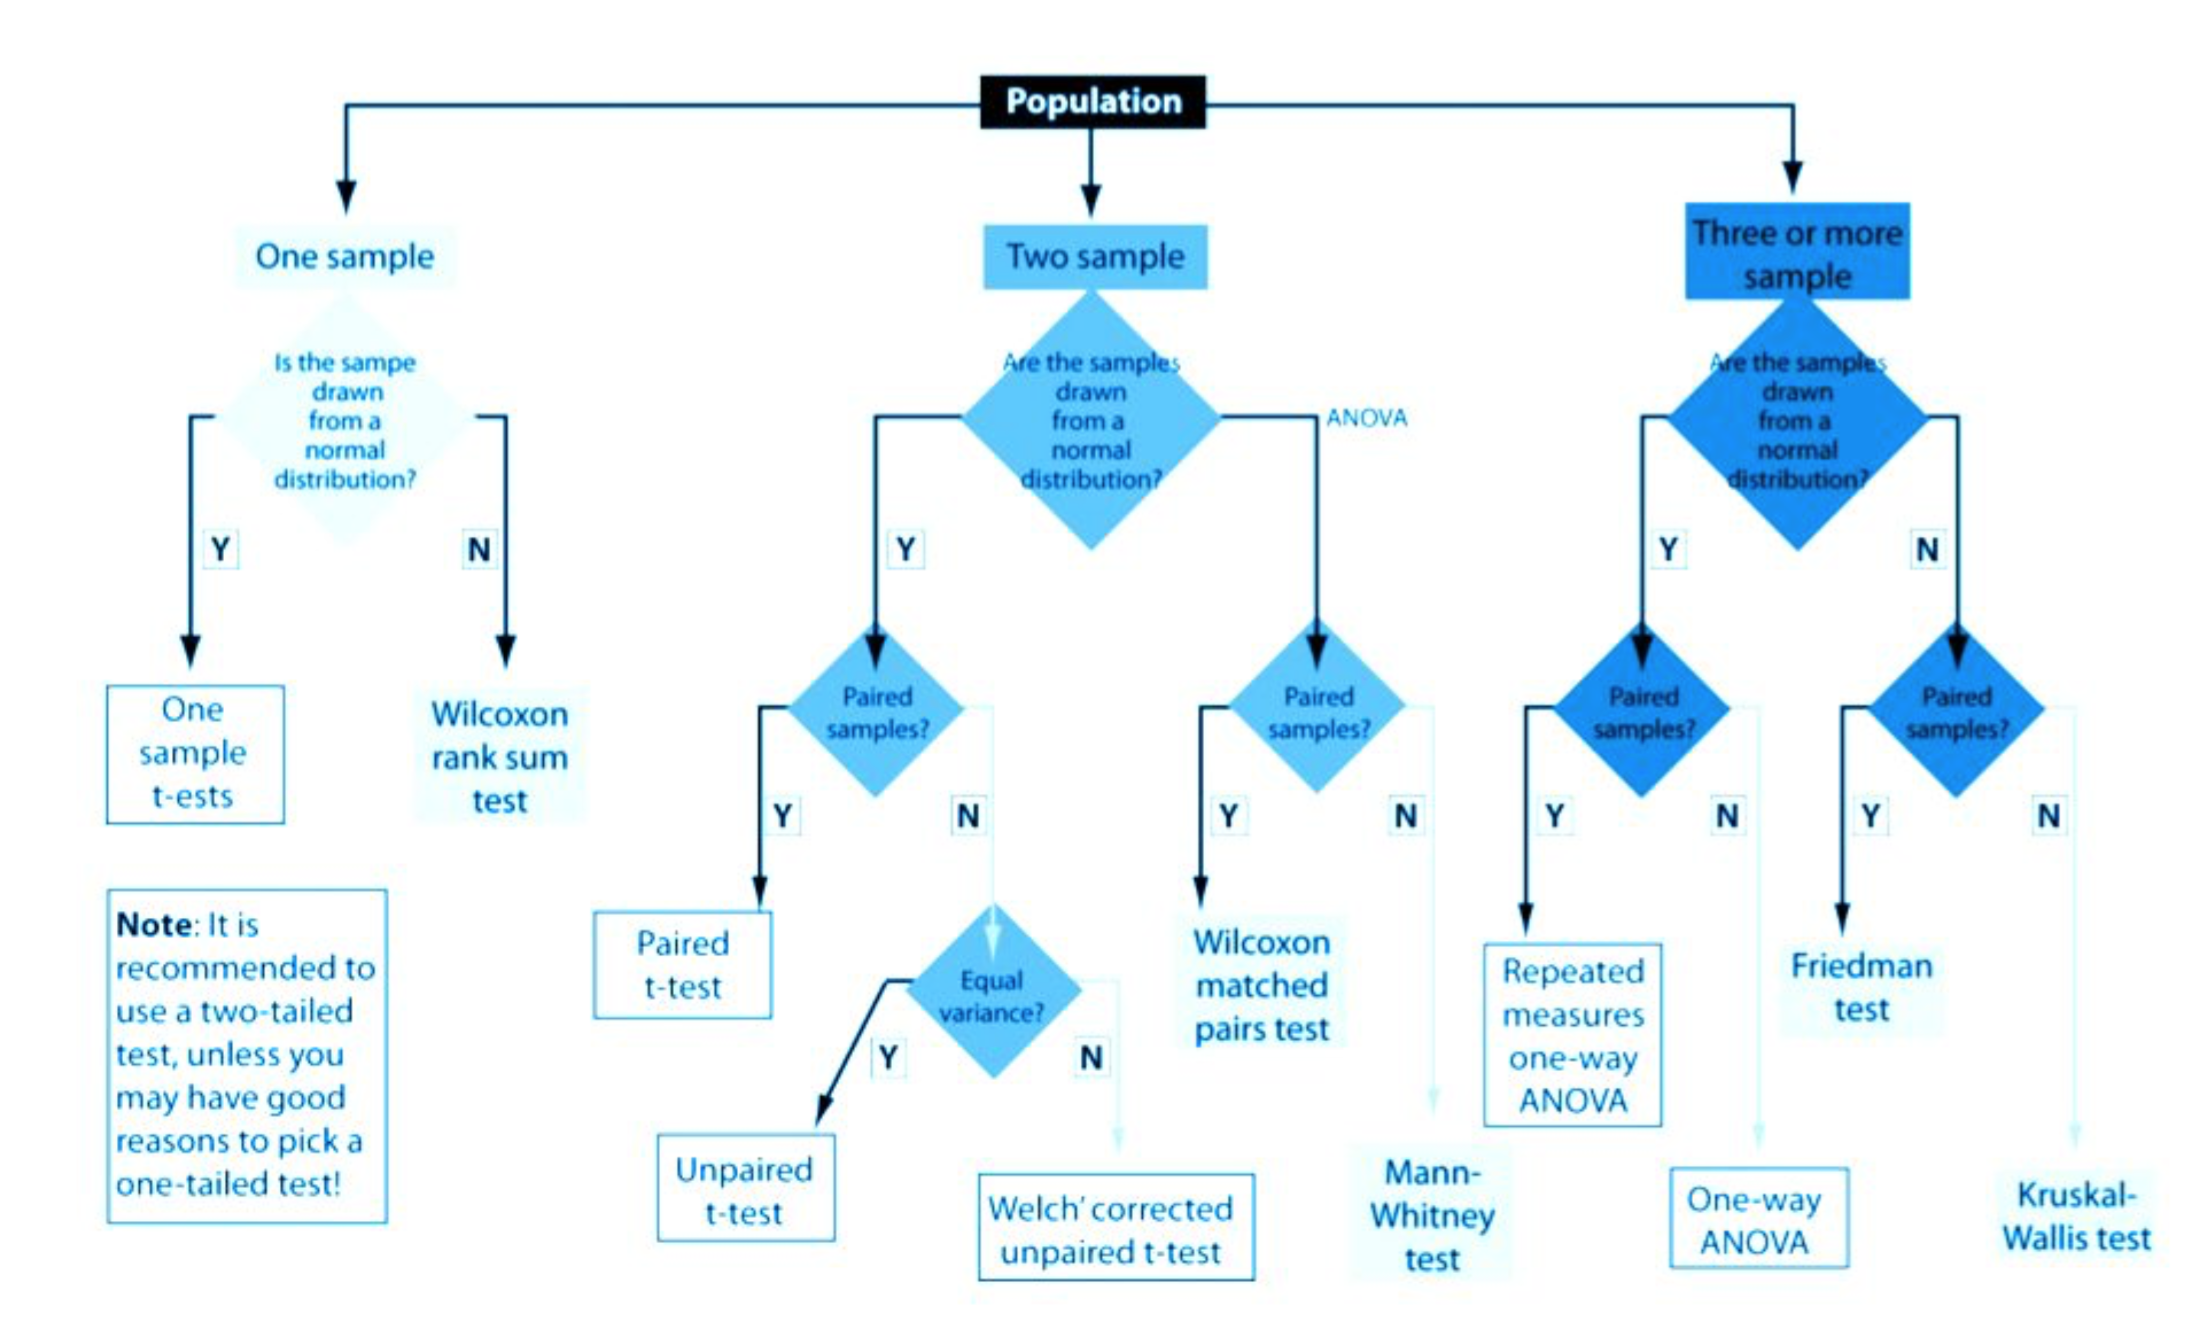 Population
One sample
Two sample
Three or more
sample
Is the sampe
drawn
from a
normal
distribution?
Are the samples
drawn
from a
normal
distribution?
ANOVA
Are the samples
drawn
from a
normal
distribution?
Y
N
Y
Y
N
One
sample
t-ests
Wilcoxon
rank sum
test
Paired
samples?
Paired
samples?
Paired
samples?
Paired
samples?
Y
N
Y
N
Y
N
Y
N
Note: It is
recommended to
use a two-tailed
test, unless you
may have good
reasons to pick a
one-tailed test!
Paired
t-test
Equal
variance?
Y
N
Wilcoxon
matched
pairs test
Repeated
measures
one-way
ANOVA
Friedman
test
Unpaired
t-test
Welch' corrected
unpaired t-test
Mann-
Whitney
test
One-way
ANOVA
Kruskal-
Wallis test